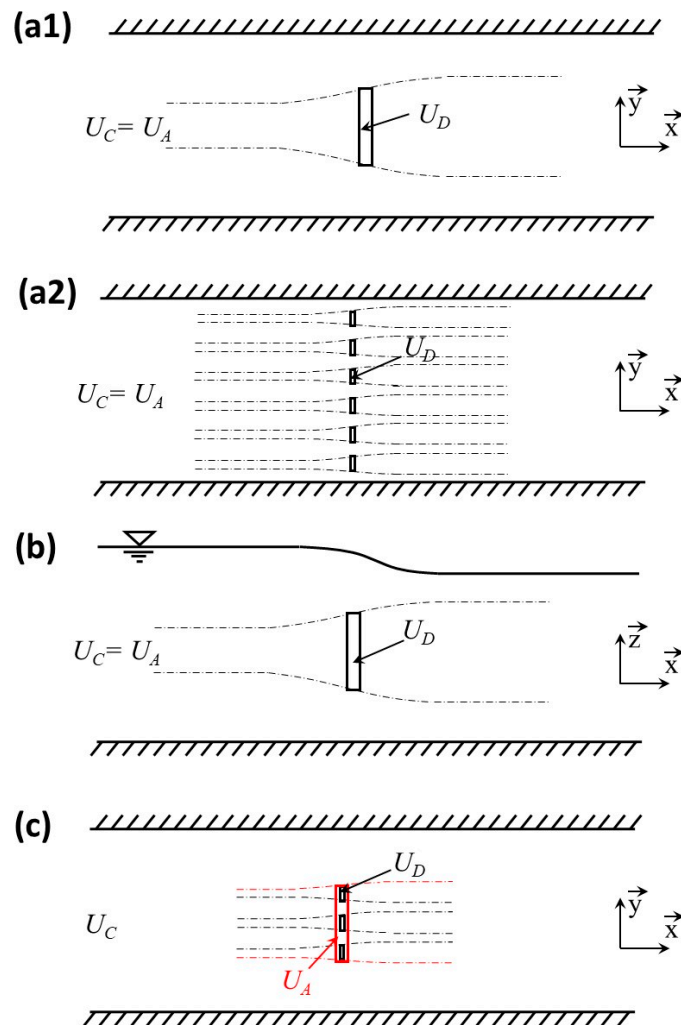 (a1)
U_C = U_A
U_D
y
x
(a2)
U_D
U_C = U_A
y
x
(b)
U_D
U_C = U_A
z
x
(c)
U_D
U_C
U_A
y
x